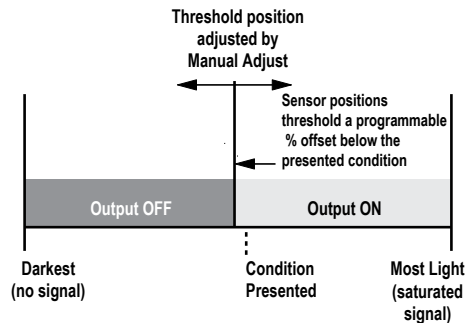 Threshold position
adjusted by
Manual Adjust
Sensor positions
threshold a programmable
% offset below the
presented condition
Output OFF
Output ON
Darkest
(no signal)
Condition
Presented
Most Light
(saturated
signal)